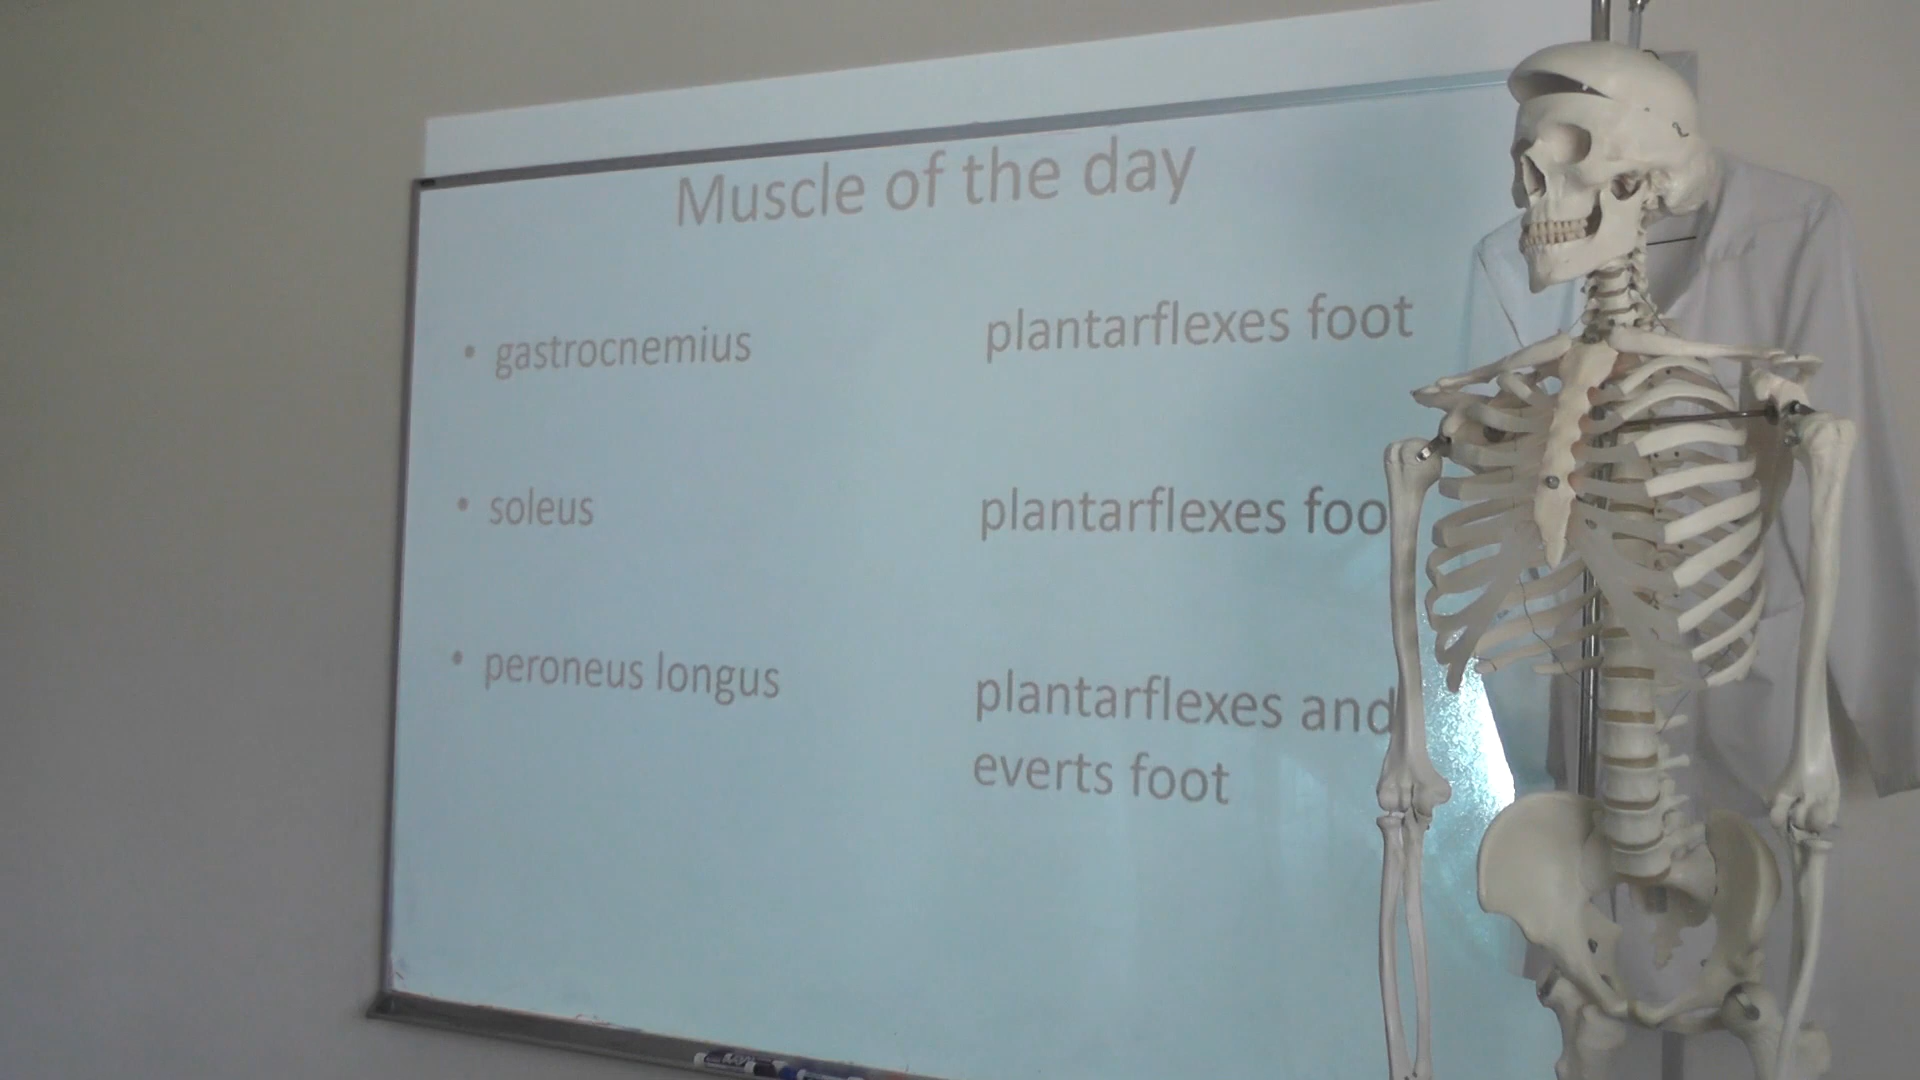 Muscle of the day
• gastrocnemius plantarflexes foot
• soleus plantarflexes foo
• peroneus longus plantarflexes and
everts foot